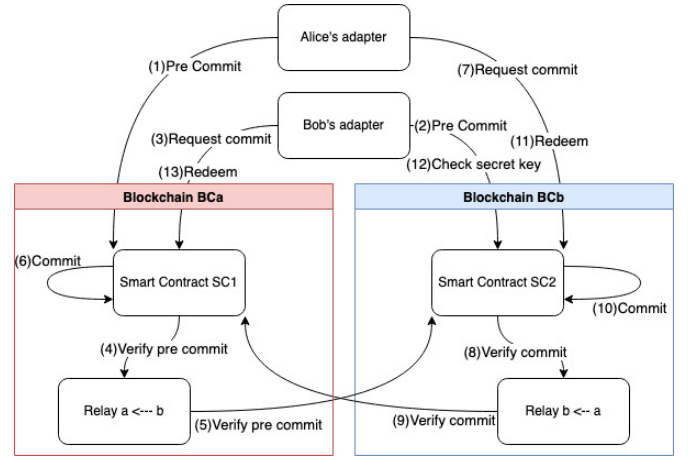 Alice's adapter
(1)Pre Commit
(7)Request commit
Bob's adapter
(2)Pre Commit
(3)Request commit
(11)Redeem
(12)Check secret key
(13)Redeem
Blockchain BCa
Blockchain BCb
(6)Commit
Smart Contract SC1
Smart Contract SC2
(10)Commit
(4)Verify pre commit
(8)Verify commit
Relay a <--- b
(5)Verify pre commit
(9)Verify commit
Relay b <-- a